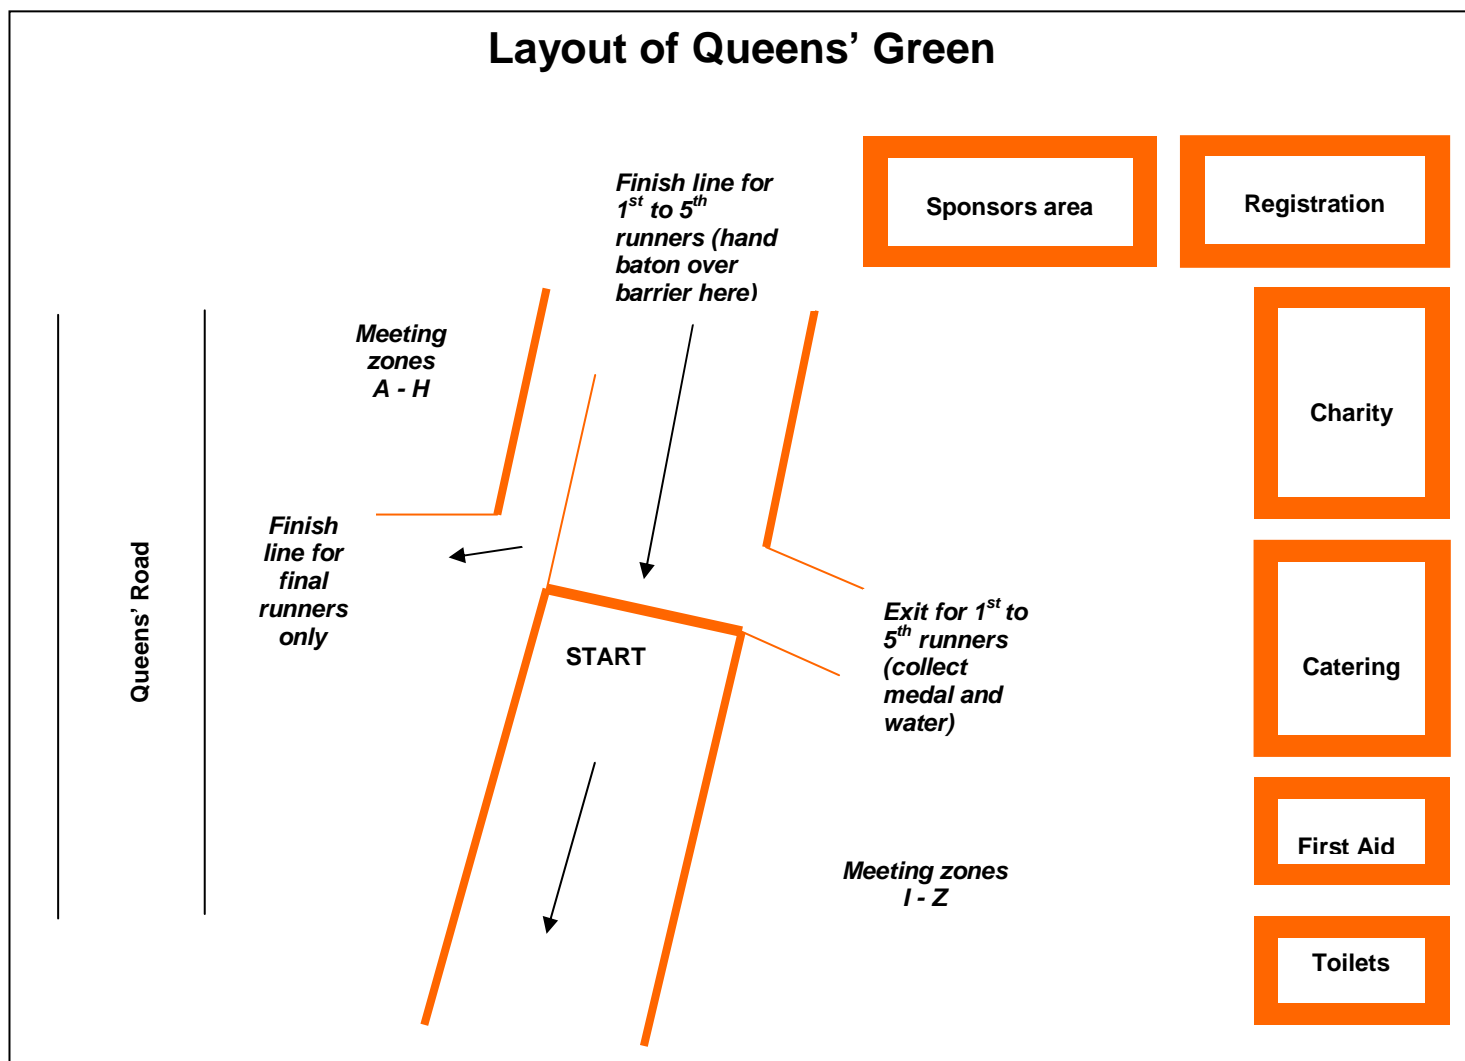 Layout of Queens’ Green
Finish line for
1st to 5th
runners (hand
baton over
barrier here)
Sponsors area
Registration
Meeting
zones
A - H
Charity
Queens’ Road
Finish
line for
final
runners
only
START
Exit for 1st to
5th runners
(collect
medal and
water)
Catering
Meeting zones
I - Z
First Aid
Toilets